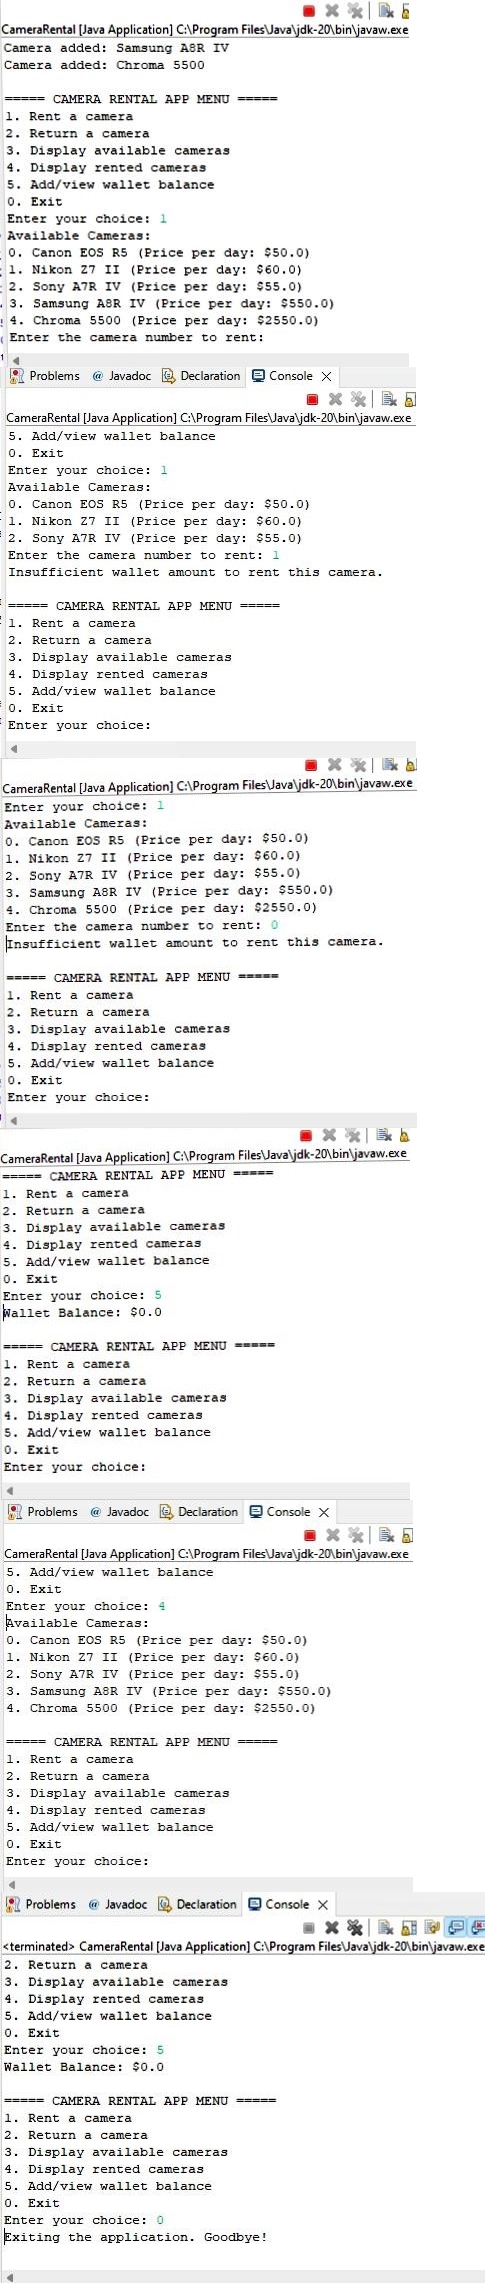 CameraRental [Java Application] C:\Program Files\Java\jdk-20\bin\javaw.exe
Camera added: Samsung A8R IV
Camera added: Chroma 5500
===== CAMERA RENTAL APP MENU =====
1. Rent a camera
2. Return a camera
3. Display available cameras
4. Display rented cameras
5. Add/view wallet balance
0. Exit
Enter your choice: 1
Available Cameras:
0. Canon EOS R5 (Price per day: $50.0)
1. Nikon Z7 II (Price per day: $60.0)
2. Sony A7R IV (Price per day: $55.0)
3. Samsung A8R IV (Price per day: $550.0)
4. Chroma 5500 (Price per day: $2550.0)
Enter the camera number to rent:
Problems @ Javadoc Declaration Console
CameraRental [Java Application] C:\Program Files\Java\jdk-20\bin\javaw.exe
5. Add/view wallet balance
0. Exit
Enter your choice: 1
Available Cameras:
0. Canon EOS R5 (Price per day: $50.0)
1. Nikon Z7 II (Price per day: $60.0)
2. Sony A7R IV (Price per day: $55.0)
Enter the camera number to rent: 1
Insufficient wallet amount to rent this camera.
===== CAMERA RENTAL APP MENU =====
1. Rent a camera
2. Return a camera
3. Display available cameras
4. Display rented cameras
5. Add/view wallet balance
0. Exit
Enter your choice:
CameraRental [Java Application] C:\Program Files\Java\jdk-20\bin\javaw.exe
Enter your choice: 1
Available Cameras:
0. Canon EOS R5 (Price per day: $50.0)
1. Nikon Z7 II (Price per day: $60.0)
2. Sony A7R IV (Price per day: $55.0)
3. Samsung A8R IV (Price per day: $550.0)
4. Chroma 5500 (Price per day: $2550.0)
Enter the camera number to rent: 0
Insufficient wallet amount to rent this camera.
===== CAMERA RENTAL APP MENU =====
1. Rent a camera
2. Return a camera
3. Display available cameras
4. Display rented cameras
5. Add/view wallet balance
0. Exit
Enter your choice:
CameraRental [Java Application] C:\Program Files\Java\jdk-20\bin\javaw.exe
===== CAMERA RENTAL APP MENU =====
1. Rent a camera
2. Return a camera
3. Display available cameras
4. Display rented cameras
5. Add/view wallet balance
0. Exit
Enter your choice: 5
Wallet Balance: $0.0
===== CAMERA RENTAL APP MENU =====
1. Rent a camera
2. Return a camera
3. Display available cameras
4. Display rented cameras
5. Add/view wallet balance
0. Exit
Enter your choice:
Problems @ Javadoc Declaration Console
CameraRental [Java Application] C:\Program Files\Java\jdk-20\bin\javaw.exe
5. Add/view wallet balance
0. Exit
Enter your choice: 4
Available Cameras:
0. Canon EOS R5 (Price per day: $50.0)
1. Nikon Z7 II (Price per day: $60.0)
2. Sony A7R IV (Price per day: $55.0)
3. Samsung A8R IV (Price per day: $550.0)
4. Chroma 5500 (Price per day: $2550.0)
===== CAMERA RENTAL APP MENU =====
1. Rent a camera
2. Return a camera
3. Display available cameras
4. Display rented cameras
5. Add/view wallet balance
0. Exit
Enter your choice:
Problems @ Javadoc Declaration Console
<terminated> CameraRental [Java Application] C:\Program Files\Java\jdk-20\bin\javaw.exe
2. Return a camera
3. Display available cameras
4. Display rented cameras
5. Add/view wallet balance
0. Exit
Enter your choice: 5
Wallet Balance: $0.0
===== CAMERA RENTAL APP MENU =====
1. Rent a camera
2. Return a camera
3. Display available cameras
4. Display rented cameras
5. Add/view wallet balance
0. Exit
Enter your choice: 0
Exiting the application. Goodbye!